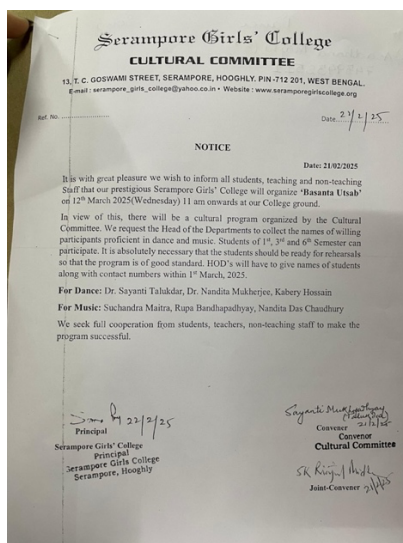 Serampore Girls' College
CULTURAL COMMITTEE
13, T. C. GOSWAMI STREET, SERAMPORE, HOOGHLY. PIN -712 201, WEST BENGAL.
E-mail : serampore_girls_college@yahoo.co.in • Website : www.seramporegirlscollege.org
Ref. No. ........................
Date..21/2/25
NOTICE
Date: 21/02/2025
It is with great pleasure we wish to inform all students, teaching and non-teaching
Staff that our prestigious Serampore Girls' College will organize 'Basanta Utsab'
on 12th March 2025(Wednesday) 11 am onwards at our College ground.
In view of this, there will be a cultural program organized by the Cultural
Committee. We request the Head of the Departments to collect the names of willing
participants proficient in dance and music. Students of 1st, 3rd and 6th Semester can
participate. It is absolutely necessary that the students should be ready for rehearsals
so that the program is of good standard. HOD's will have to give names of students
along with contact numbers within 1st March, 2025.
For Dance: Dr. Sayanti Talukdar, Dr. Nandita Mukherjee, Kabery Hossain
For Music: Suchandra Maitra, Rupa Bandhapadhyay, Nandita Das Chaudhury
We seek full cooperation from students, teachers, non-teaching staff to make the
program successful.
22/2/25
Principal
Serampore Girls' College
Principal
Serampore Girls College
Serampore, Hooghly
Sayanti Mukhopadhyay
21/2/25
Convener
Convenor
Cultural Committee
Joint-Convener